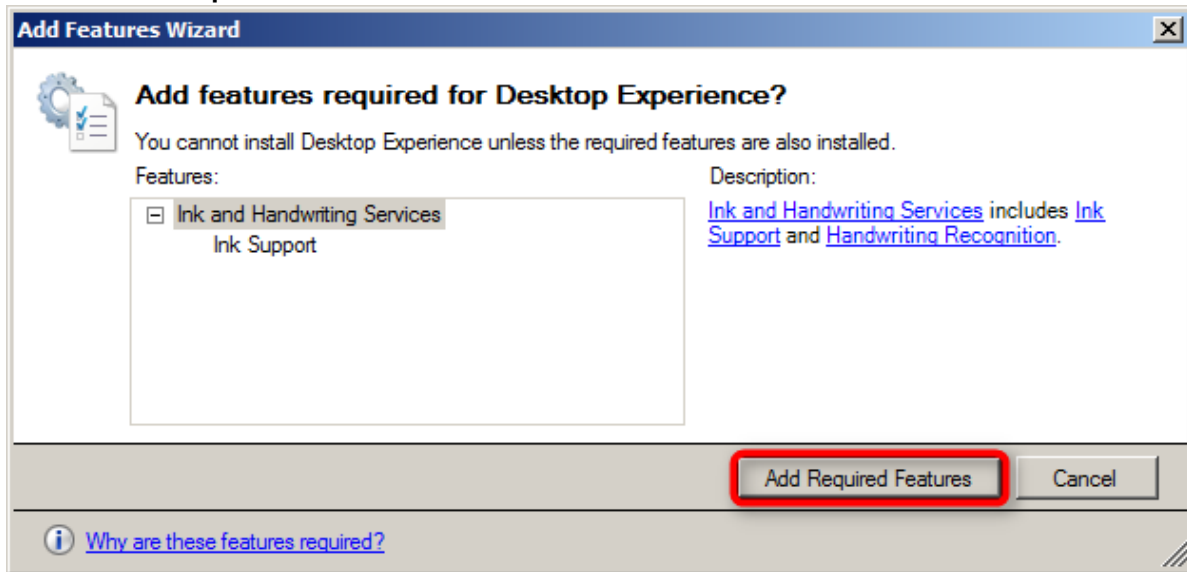 Add Features Wizard
Add features required for Desktop Experience?
You cannot install Desktop Experience unless the required features are also installed.
Features:
Description:
Ink and Handwriting Services
Ink Support
Ink and Handwriting Services includes Ink
Support and Handwriting Recognition.
Add Required Features
Cancel
Why are these features required?